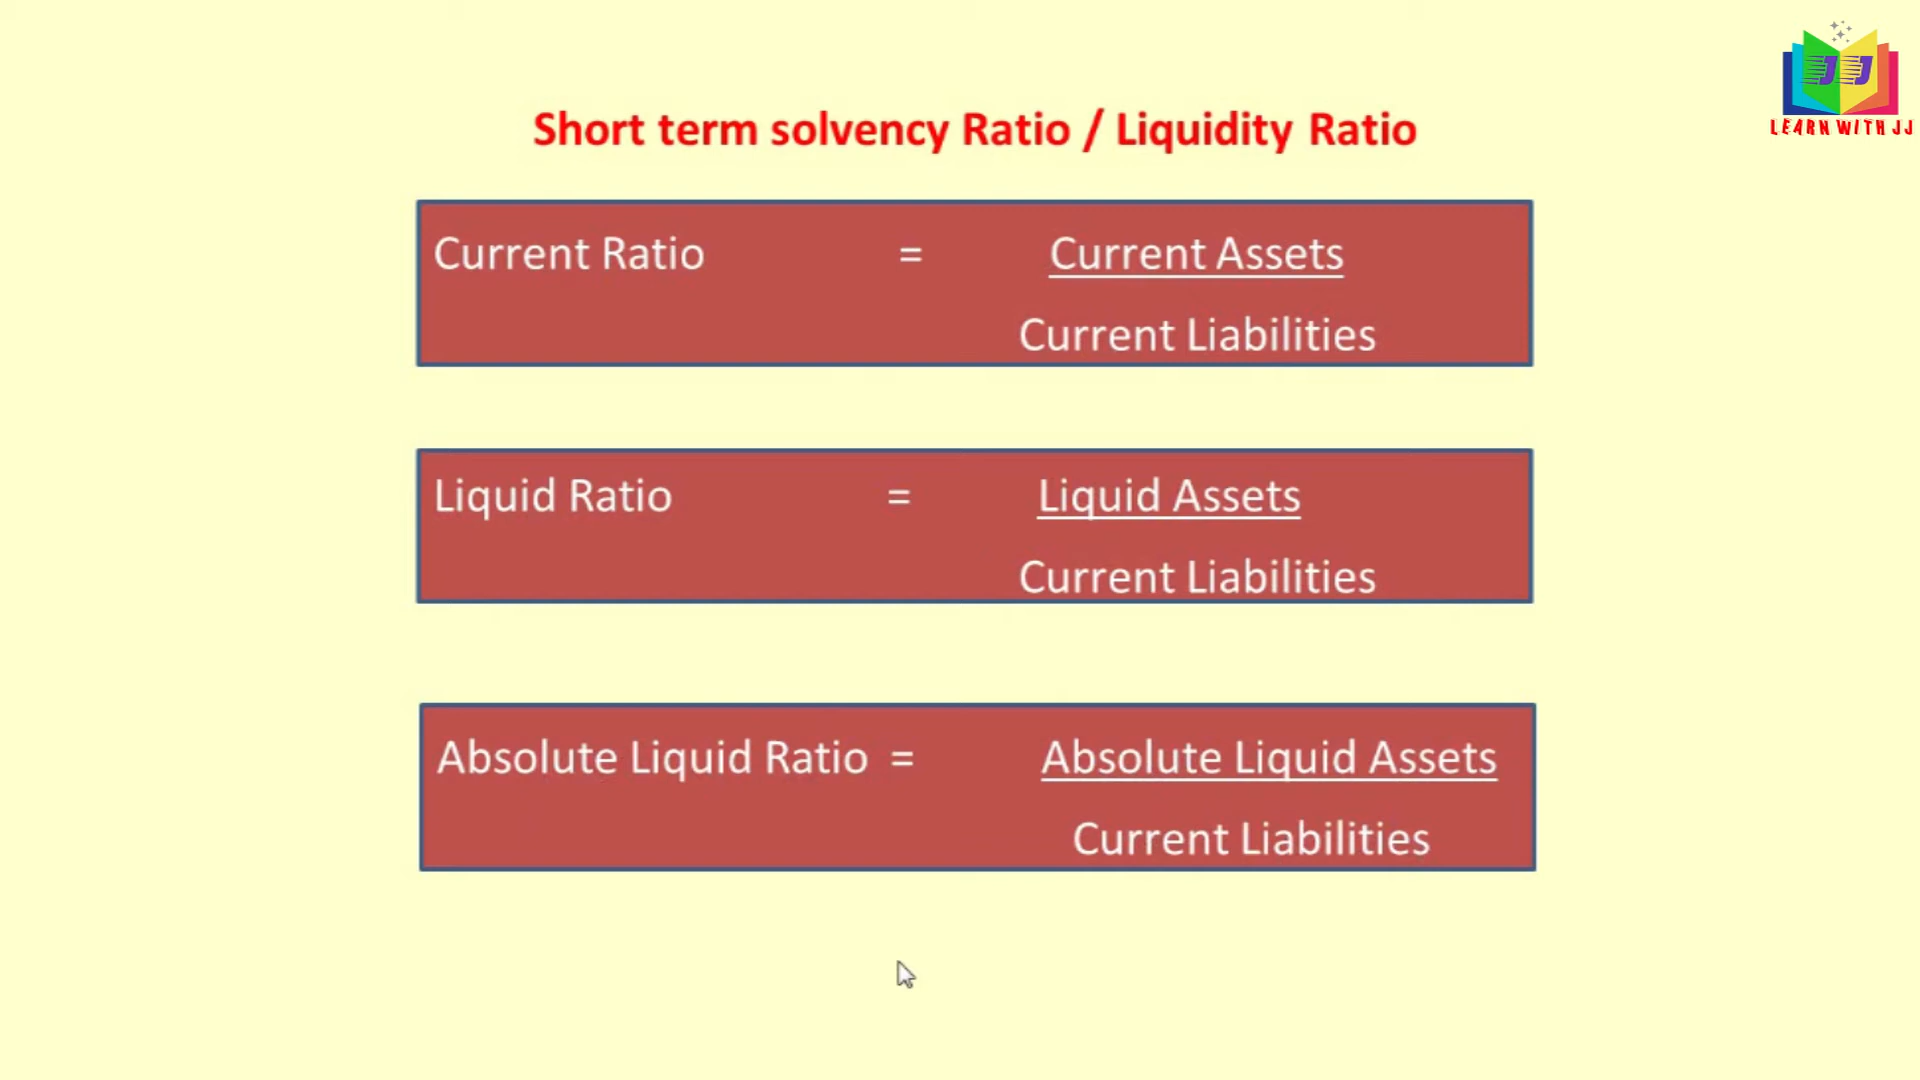 Short term solvency Ratio / Liquidity Ratio
Current Ratio = Current Assets
Current Liabilities
Liquid Ratio = Liquid Assets
Current Liabilities
Absolute Liquid Ratio = Absolute Liquid Assets
Current Liabilities
JJ
LEARN WITH JJ